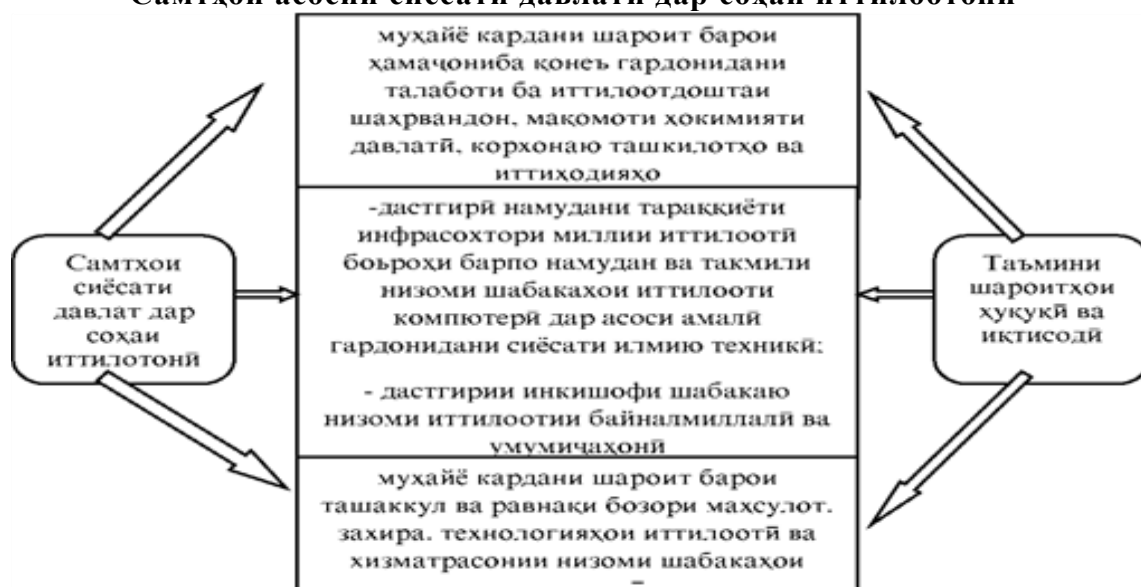 Самтҳои асосии сиёсати давлатӣ дар соҳаи иттилоотонӣ
муҳайё кардани шароит барои
ҳамаҷониба қонеъ гардонидани
талаботи ба иттилоотдоштаи
шаҳрвандон, мақомоти ҳокимияти
давлатӣ, корхонаю ташкилотҳо ва
иттиҳодияҳо
Самтҳои
сиёсати
давлат дар
соҳаи
иттилотонӣ
-дастгирӣ намудани тараққиёти
инфрасохтори миллии иттилоотӣ
боьроҳи барпо намудан ва такмили
низоми шабакаҳои иттилооти
компютерӣ дар асоси амалӣ
гардонидани сиёсати илмию техникӣ;
- дастгирии инкишофи шабакаю
низоми иттилоотии байналмиллалӣ ва
умумиҷаҳонӣ
Таъмини
шароитҳои
ҳуқуқӣ ва
иқтисодӣ
муҳайё кардани шароит барои
ташаккул ва равнақи бозори маҳсулот,
захира, технологияҳои иттилоотӣ ва
хизматрасонии низоми шабакаҳои